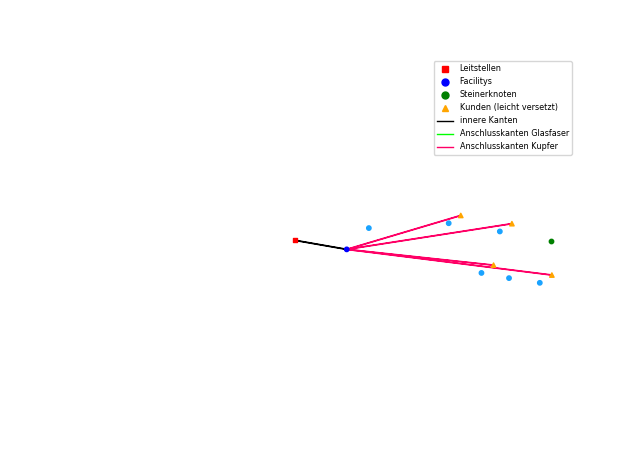 Leitstellen
Facilitys
Steinerknoten
Kunden (leicht versetzt)
innere Kanten
Anschlusskanten Glasfaser
Anschlusskanten Kupfer